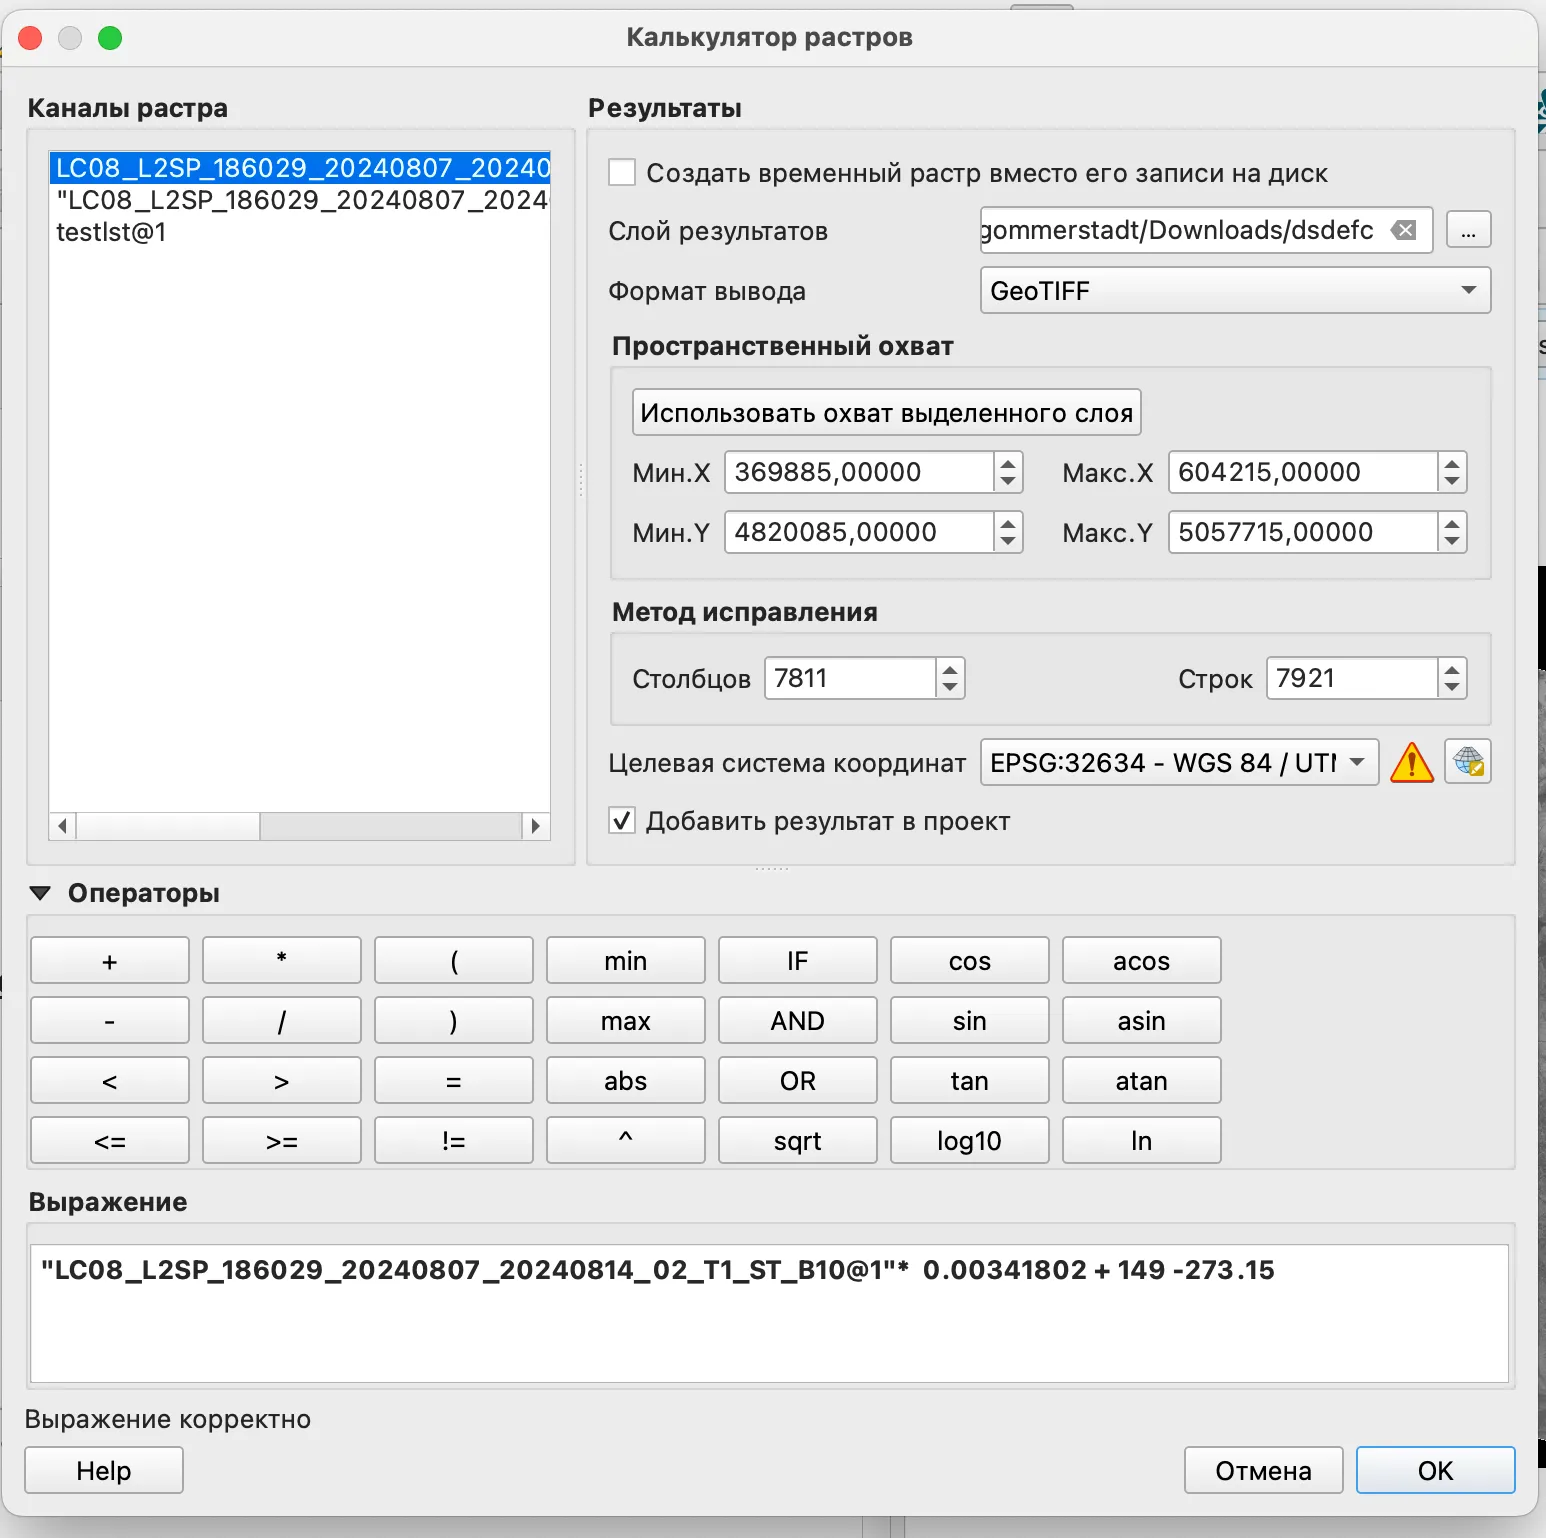 Калькулятор растров
Каналы растра
LC08_L2SP_186029_20240807_20240
"LC08_L2SP_186029_20240807_2024
testlst@1
Результаты
Создать временный растр вместо его записи на диск
Слой результатов
gommerstadt/Downloads/dsdefc
...
Формат вывода
GeoTIFF
Пространственный охват
Использовать охват выделенного слоя
Мин.X 369885,00000 Макс.X 604215,00000
Мин.Y 4820085,00000 Макс.Y 5057715,00000
Метод исправления
Столбцов 7811 Строк 7921
Целевая система координат EPSG:32634 - WGS 84 / UTM
Добавить результат в проект
Операторы
+ * ( min IF cos acos
- / ) max AND sin asin
< > = abs OR tan atan
<= >= != ^ sqrt log10 ln
Выражение
"LC08_L2SP_186029_20240807_20240814_02_T1_ST_B10@1"* 0.00341802 + 149 -273.15
Выражение корректно
Help Отмена OK